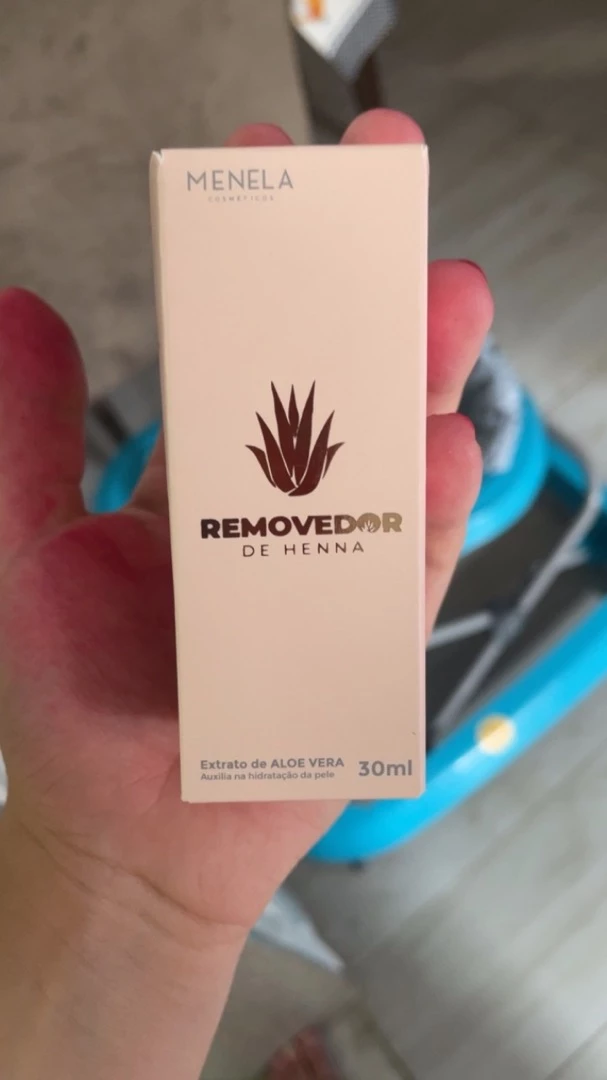 MENELA
COSMÉTICOS
REMOVEDOR
DE HENNA
Extrato de ALOE VERA
Auxilia na hidratação da pele
30ml